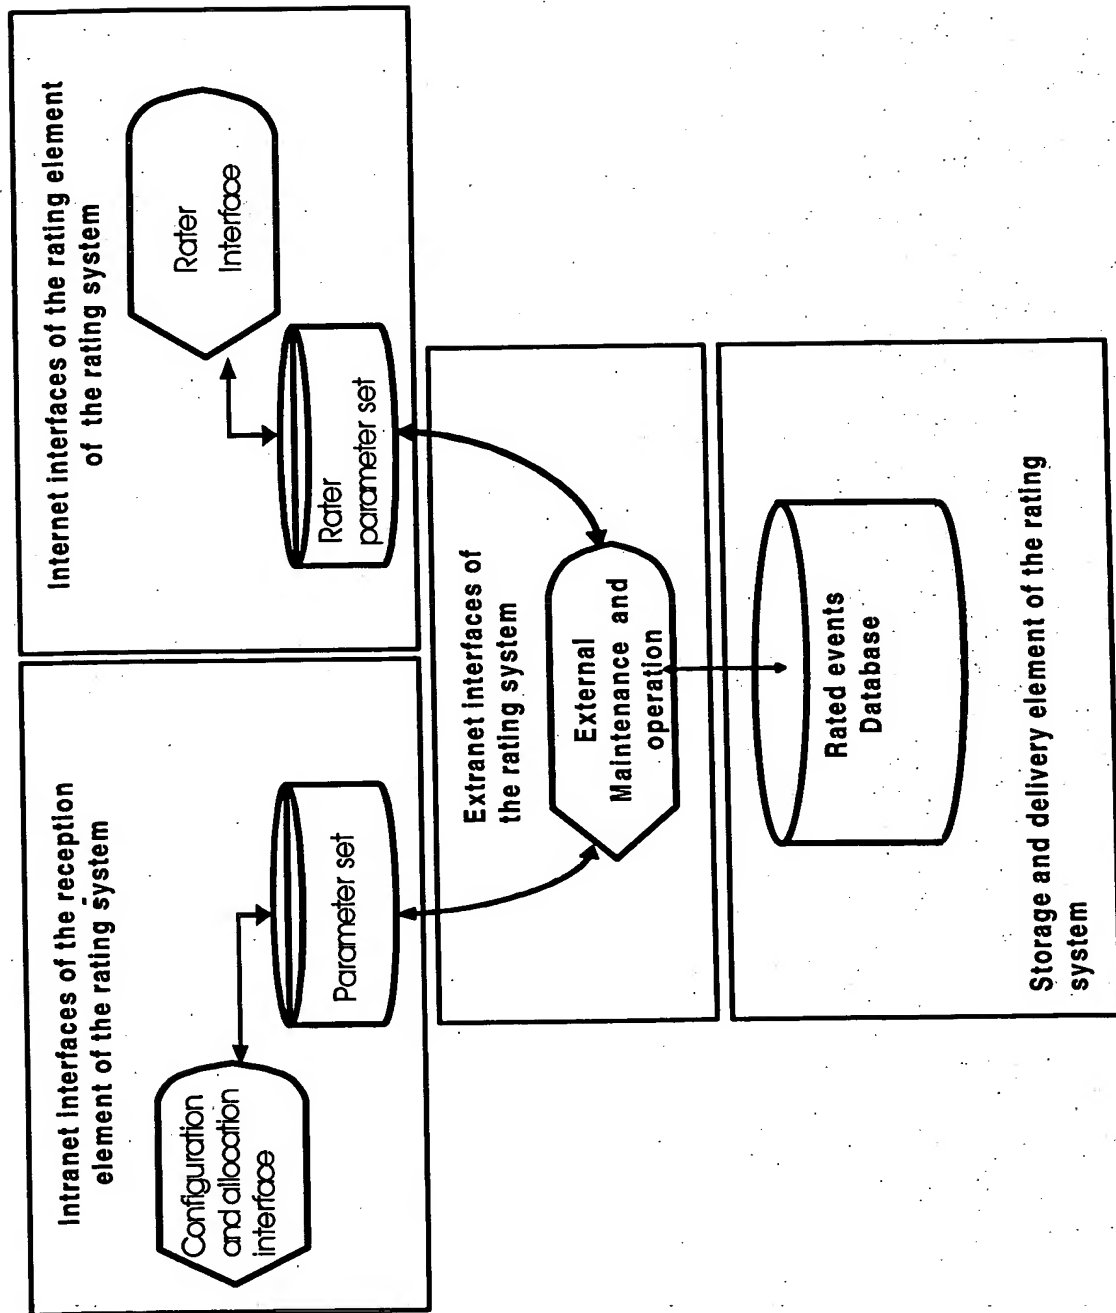 Intranet interfaces of the reception
element of the rating system
Configuration
and allocation
interface
Parameter set
Internet interfaces of the rating element
of the rating system
Rater
Interface
Rater
parameter set
Extranet interfaces of
the rating system
External
Maintenance and
operation
Rated events
Database
Storage and delivery element of the rating
system